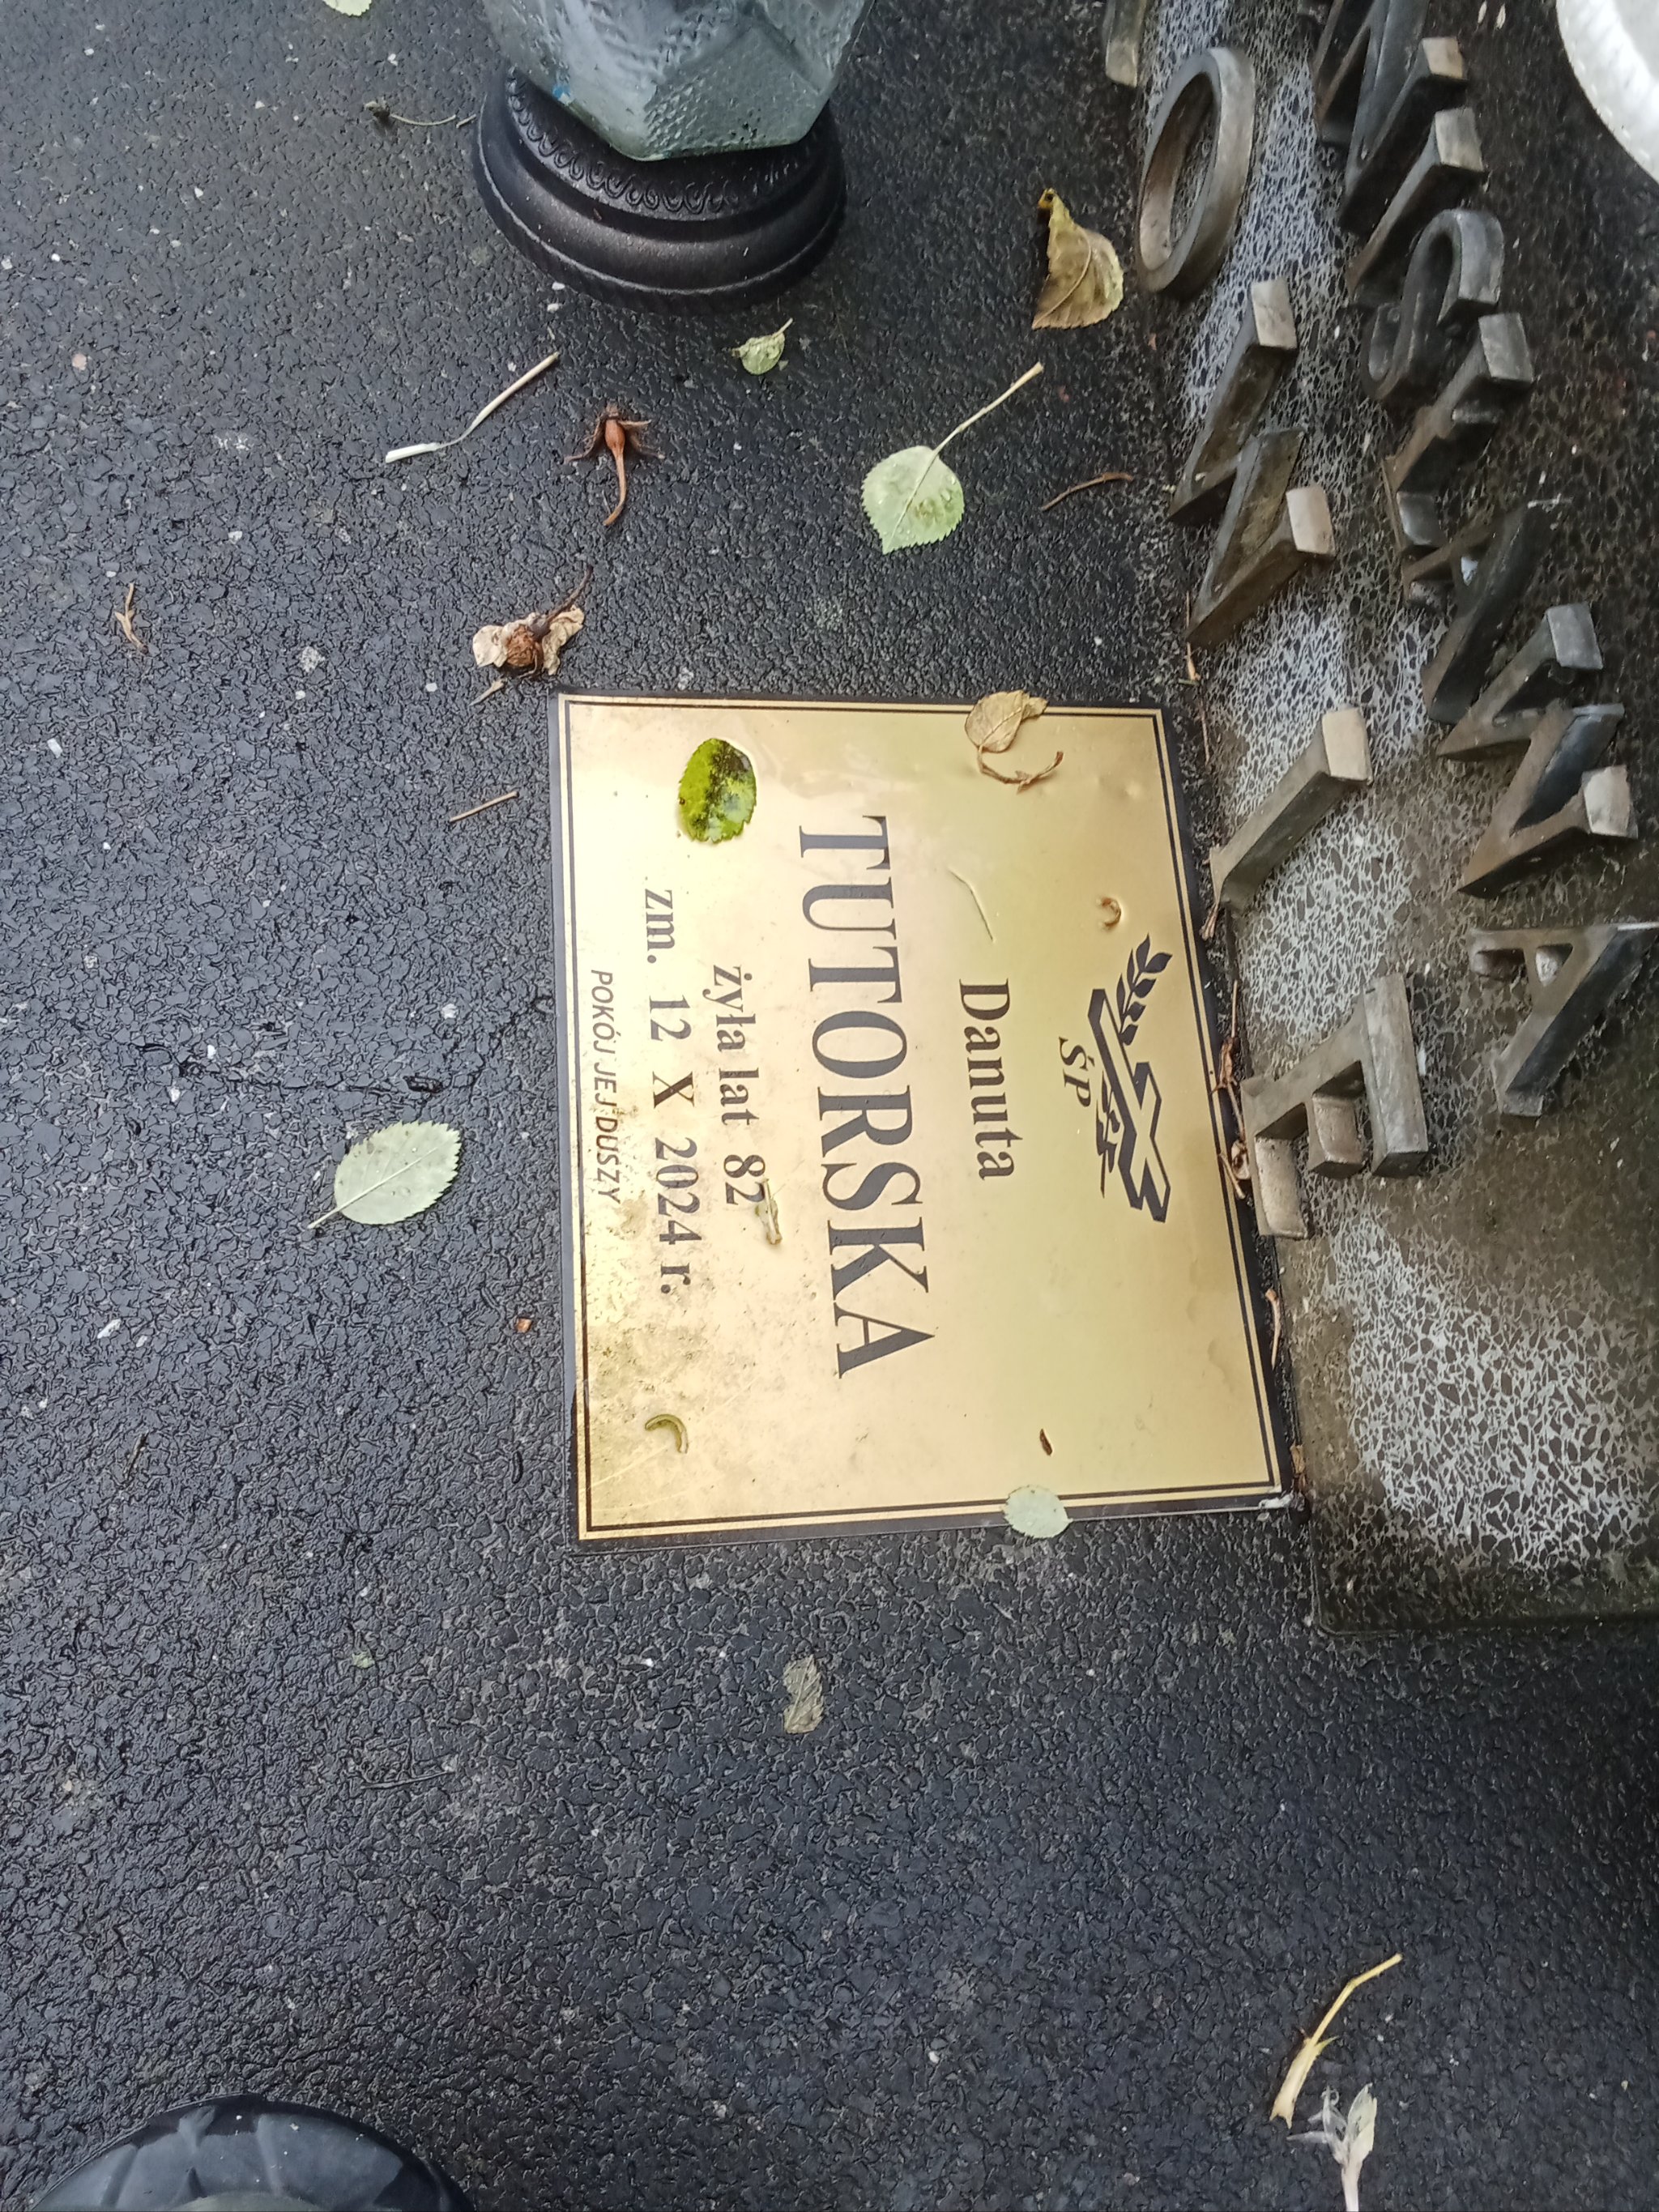 ŚP
Danuta
TUTORSKA
żyła lat 82
zm. 12 X 2024 r.
POKÓJ JEJ DUSZY